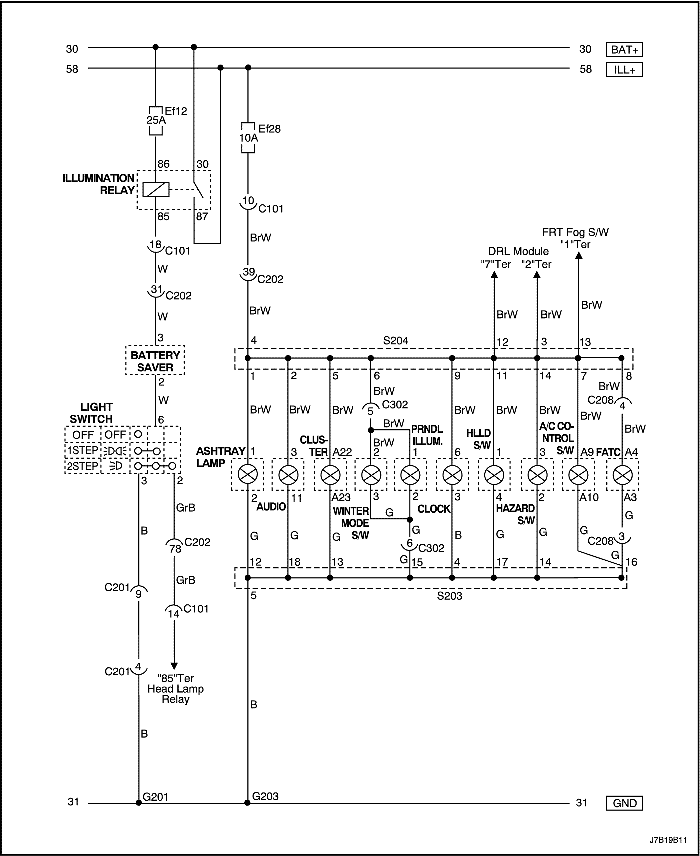 30 30 BAT+
58 58 ILL+
Ef12
25A
Ef28
10A
86 30
ILLUMINATION
RELAY
85 87
10 C101
18 C101
BrW
W
39 C202
31 C202
W
BrW
FRT Fog S/W
"1"Ter
DRL Module
"7"Ter "2"Ter
BrW BrW BrW
3 4 S204 12 3 13
BATTERY
SAVER
2
W
6
1 2 5 6 9 11 14 7 8
BrW BrW BrW BrW BrW BrW BrW BrW BrW
5 C302
C208 4
BrW
BrW
BrW
LIGHT
SWITCH
OFF OFF
1STEP
2STEP
3 2
ASHTRAY
LAMP
CLUS-
TER
PRNDL
ILLUM.
HLLD
S/W
A/C CO-
NTROL
S/W
FATC
1 3 A22 2 1 6 1 3 A9 A4
2 11 A23 3 2 3 4 2 A10 A3
AUDIO
WINTER
MODE
S/W
CLOCK
HAZARD
S/W
G
G
G G G G B G G G G
6 C302
C208 3
G G
12 18 13 15 4 17 14 16
5 S203
B
GrB
C202
78
GrB
C201
9
C101
14
C201 4
"85"Ter
Head Lamp
Relay
B
B
31 G201 G203 31 GND
J7B19B11